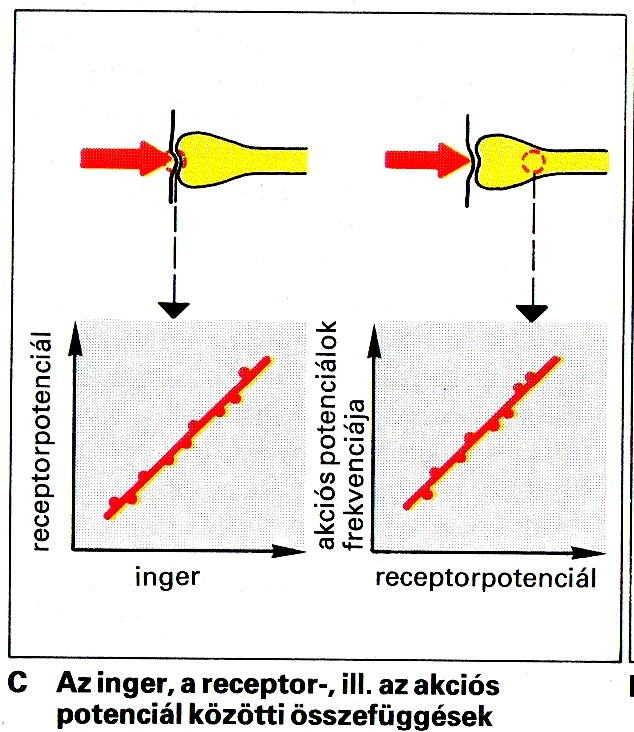 receptorpotenciál
inger
akciós potenciálok
frekvenciája
receptorpotenciál
C Az inger, a receptor-, ill. az akciós
potenciál közötti összefüggések